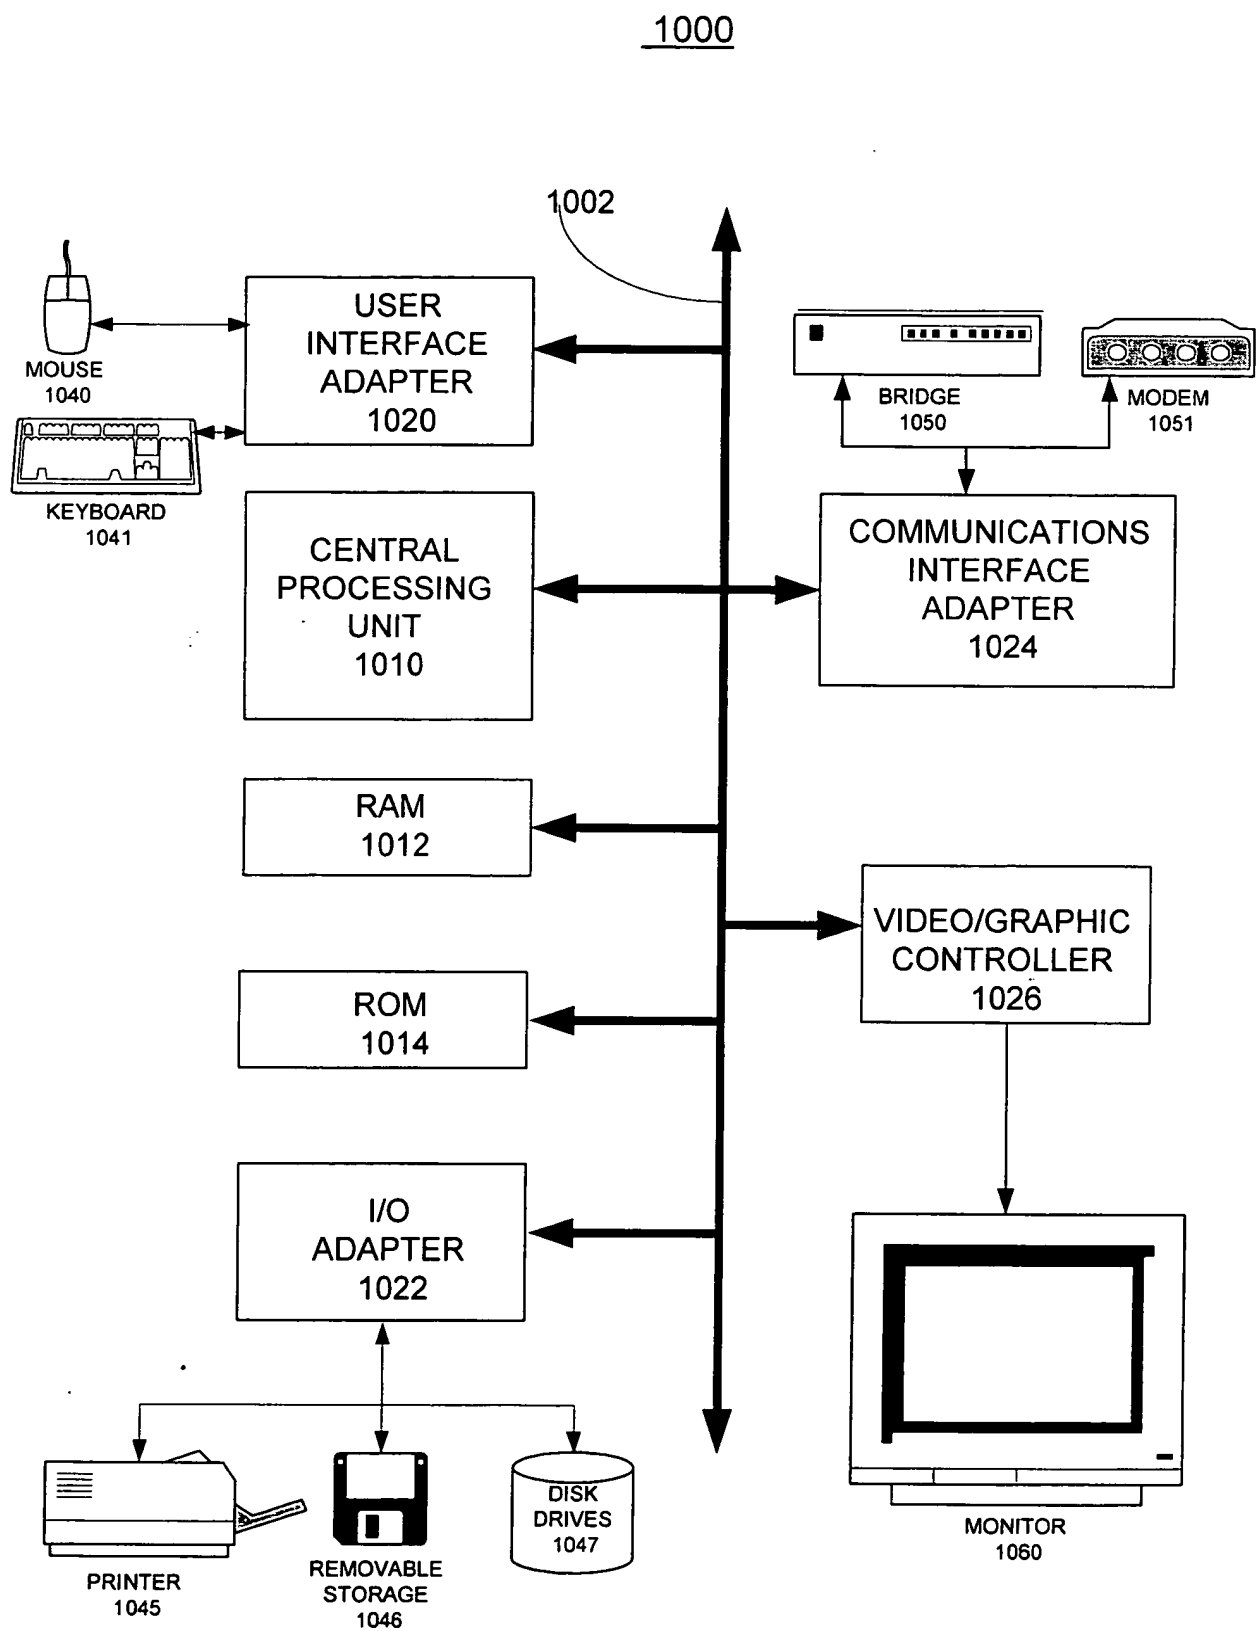 1000
1002
USER
INTERFACE
ADAPTER
1020
MOUSE
1040
KEYBOARD
1041
BRIDGE
1050
MODEM
1051
CENTRAL
PROCESSING
UNIT
1010
COMMUNICATIONS
INTERFACE
ADAPTER
1024
RAM
1012
VIDEO/GRAPHIC
CONTROLLER
1026
ROM
1014
I/O
ADAPTER
1022
PRINTER
1045
REMOVABLE
STORAGE
1046
DISK
DRIVES
1047
MONITOR
1060